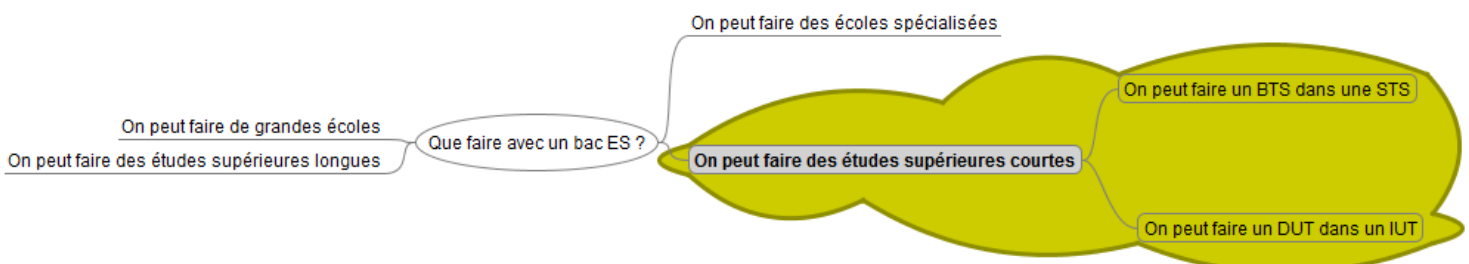 On peut faire des écoles spécialisées
On peut faire un BTS dans une STS
On peut faire de grandes écoles
Que faire avec un bac ES ?
On peut faire des études supérieures longues
On peut faire des études supérieures courtes
On peut faire un DUT dans un IUT